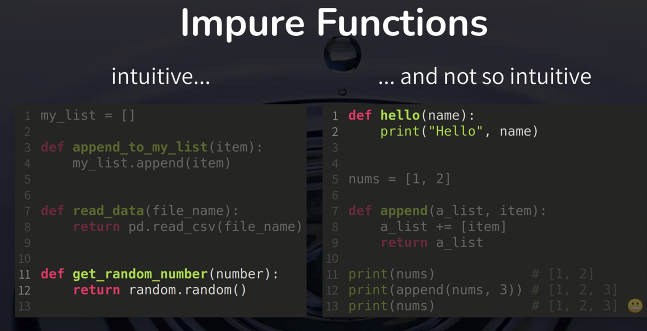 Impure Functions
intuitive...
1 my_list = []
2
3 def append_to_my_list(item):
4     my_list.append(item)
5
6
7 def read_data(file_name):
8     return pd.read_csv(file_name)
9
10
11 def get_random_number(number):
12     return random.random()
13
... and not so intuitive
1 def hello(name):
2     print("Hello", name)
3
4
5 nums = [1, 2]
6
7 def append(a_list, item):
8     a_list += [item]
9     return a_list
10
11 print(nums)            # [1, 2]
12 print(append(nums, 3)) # [1, 2, 3]
13 print(nums)            # [1, 2, 3]